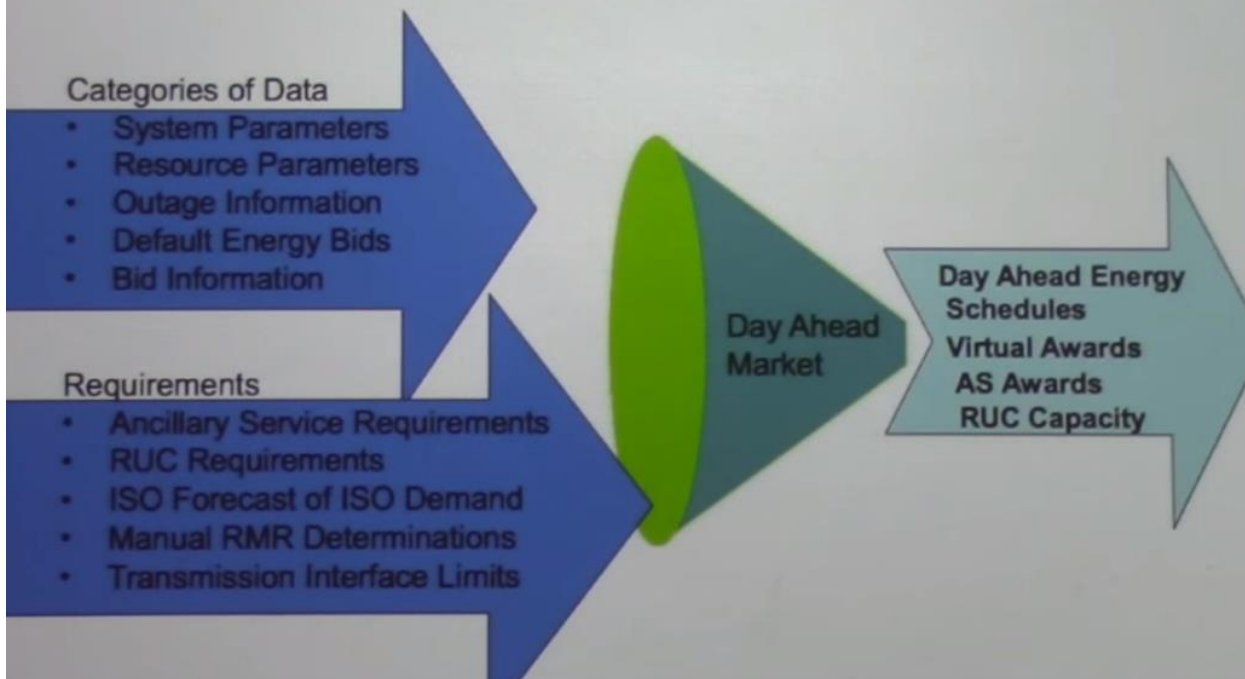 Categories of Data
• System Parameters
• Resource Parameters
• Outage Information
• Default Energy Bids
• Bid Information
Requirements
• Ancillary Service Requirements
• RUC Requirements
• ISO Forecast of ISO Demand
• Manual RMR Determinations
• Transmission Interface Limits
Day Ahead
Market
Day Ahead Energy
Schedules
Virtual Awards
AS Awards
RUC Capacity